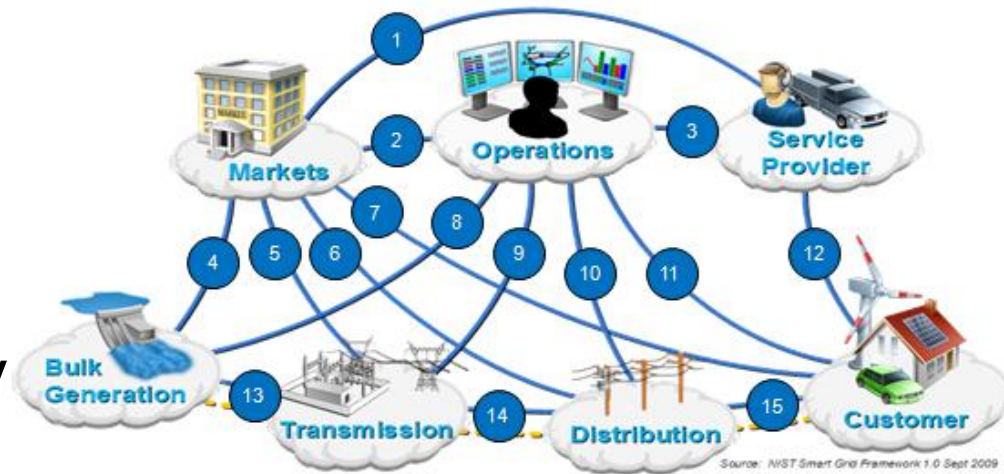 1
MARKET
Markets
2
Operations
3
Service
Provider
4
5
6
7
8
9
10
11
12
Bulk
Generation
13
Transmission
14
Distribution
15
Customer
Source: NIST Smart Grid Framework 1.0 Sept 2009
y